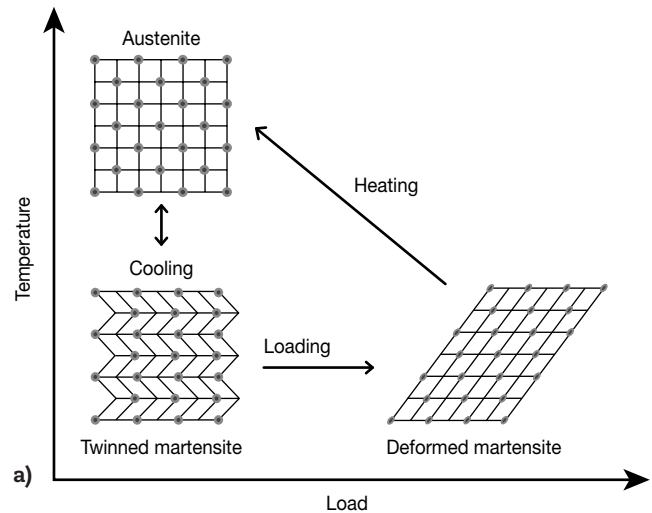 Austenite
Heating
Temperature
Cooling
Loading
Twinned martensite
Deformed martensite
a)
Load